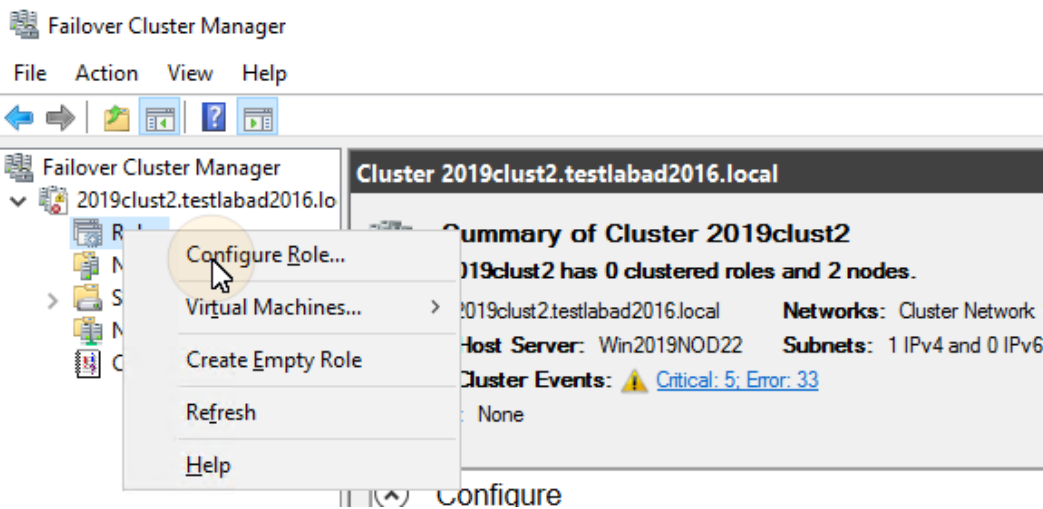 Failover Cluster Manager
File Action View Help
Failover Cluster Manager
2019clust2.testlabad2016.lo
R
N
S
N
C
Configure Role...
Virtual Machines...
Create Empty Role
Refresh
Help
Cluster 2019clust2.testlabad2016.local
Summary of Cluster 2019clust2
019clust2 has 0 clustered roles and 2 nodes.
2019clust2.testlabad2016.local Networks: Cluster Network
Host Server: Win2019NOD22 Subnets: 1 IPv4 and 0 IPv6
Cluster Events: Critical: 5; Error: 33
: None
Configure